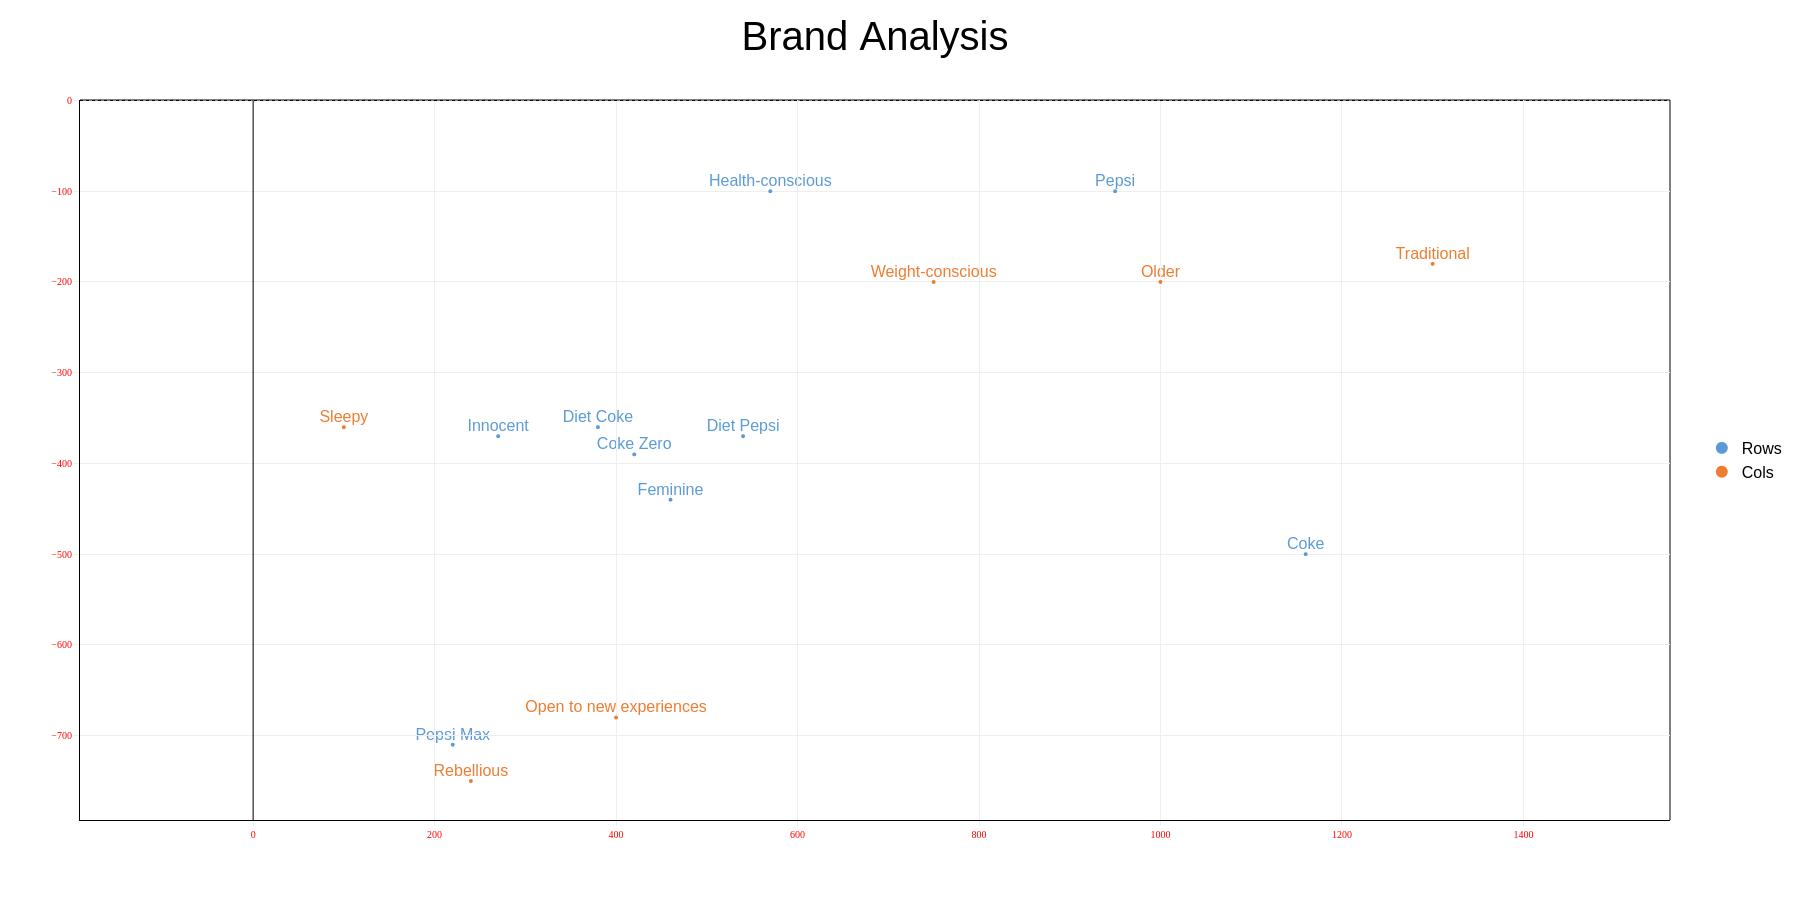 Brand Analysis
0
Health-conscious
Pepsi
−100
Traditional
Weight-conscious
Older
−200
−300
Sleepy
Innocent
Diet Coke
Diet Pepsi
Coke Zero
−400
Feminine
Rows
Cols
Coke
−500
−600
Open to new experiences
Pepsi Max
−700
Rebellious
0
200
400
600
800
1000
1200
1400